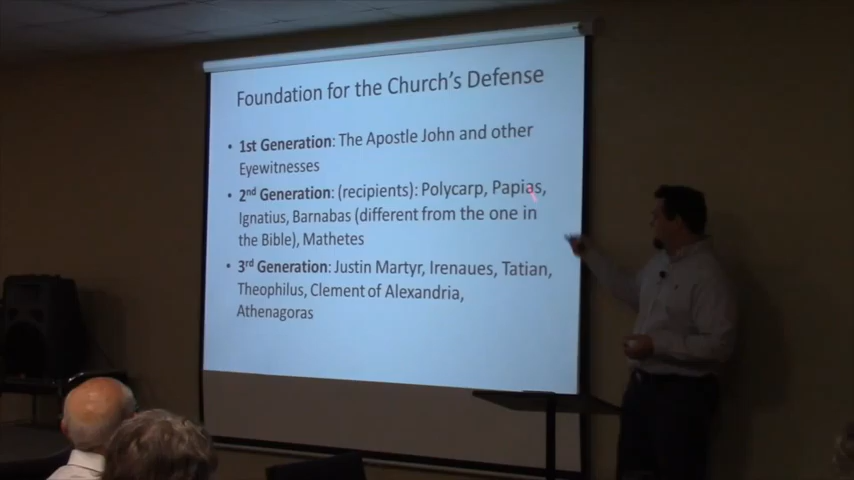 Foundation for the Church's Defense
• 1st Generation: The Apostle John and other
Eyewitnesses
• 2nd Generation: (recipients): Polycarp, Papias,
Ignatius, Barnabas (different from the one in
the Bible), Mathetes
• 3rd Generation: Justin Martyr, Irenaues, Tatian,
Theophilus, Clement of Alexandria,
Athenagoras